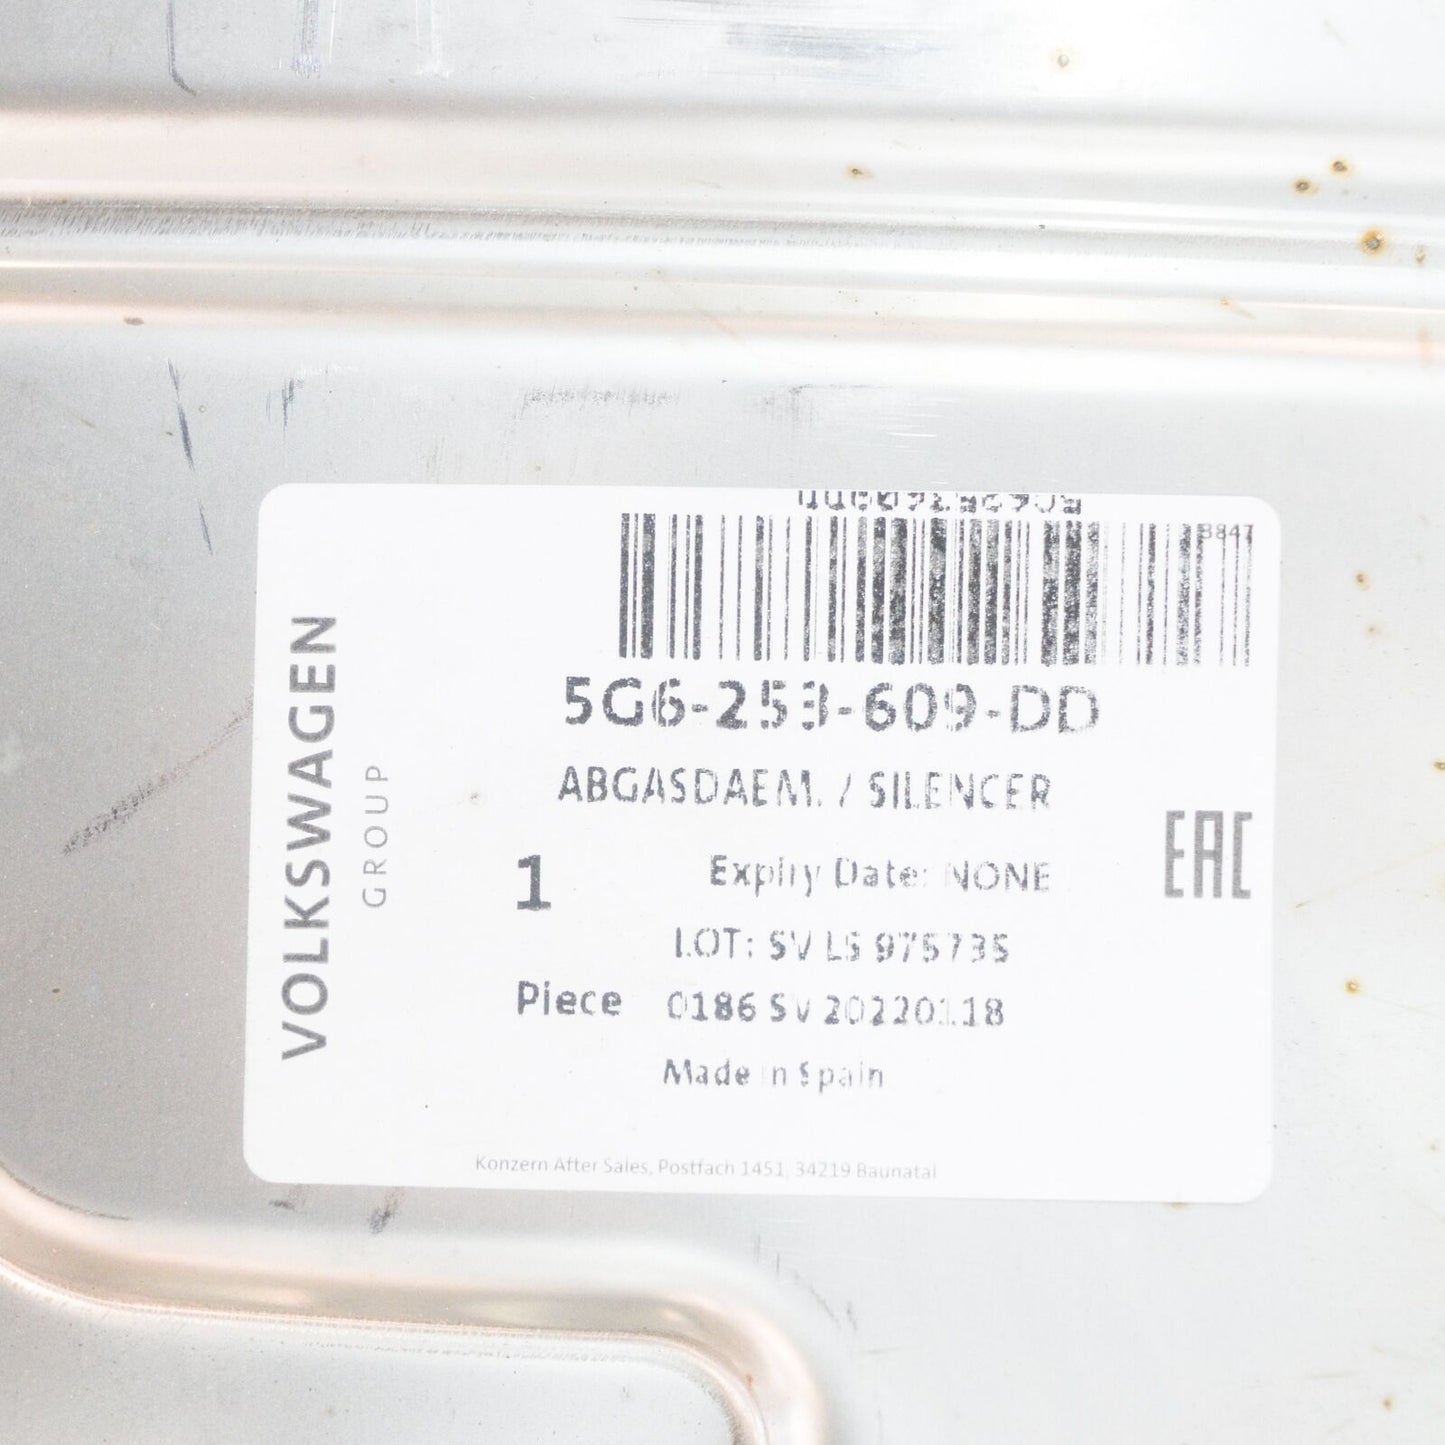 3847
5G6-253-609-DD
ABGASDAEM. / SILENCER
1
Expiry Date: NONE
LOT: SV LS 975735
Piece 0186 SV 20220118
Made in Spain
EAC
VOLKSWAGEN
GROUP
Konzern After Sales, Postfach 1451, 34219 Baunatal